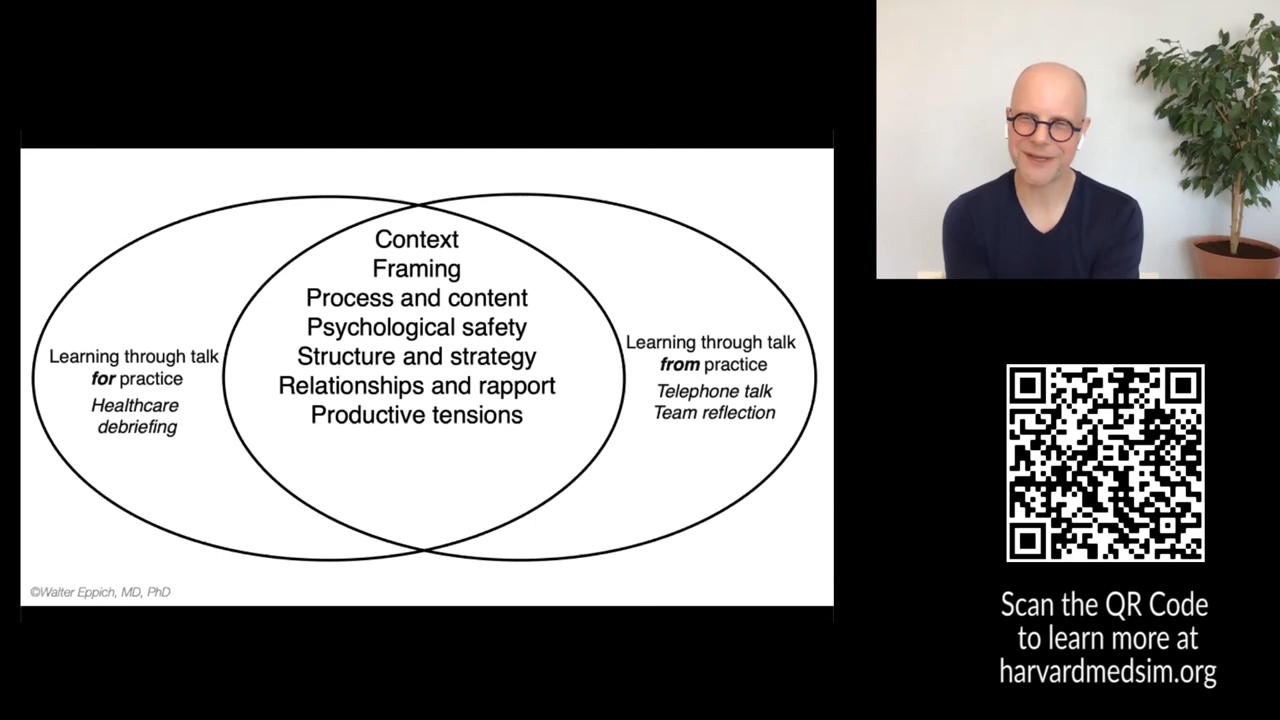 Context
Framing
Process and content
Psychological safety
Structure and strategy
Relationships and rapport
Productive tensions
Learning through talk
for practice
Healthcare
debriefing
Learning through talk
from practice
Telephone talk
Team reflection
©Walter Eppich, MD, PhD
Scan the QR Code
to learn more at
harvardmedsim.org